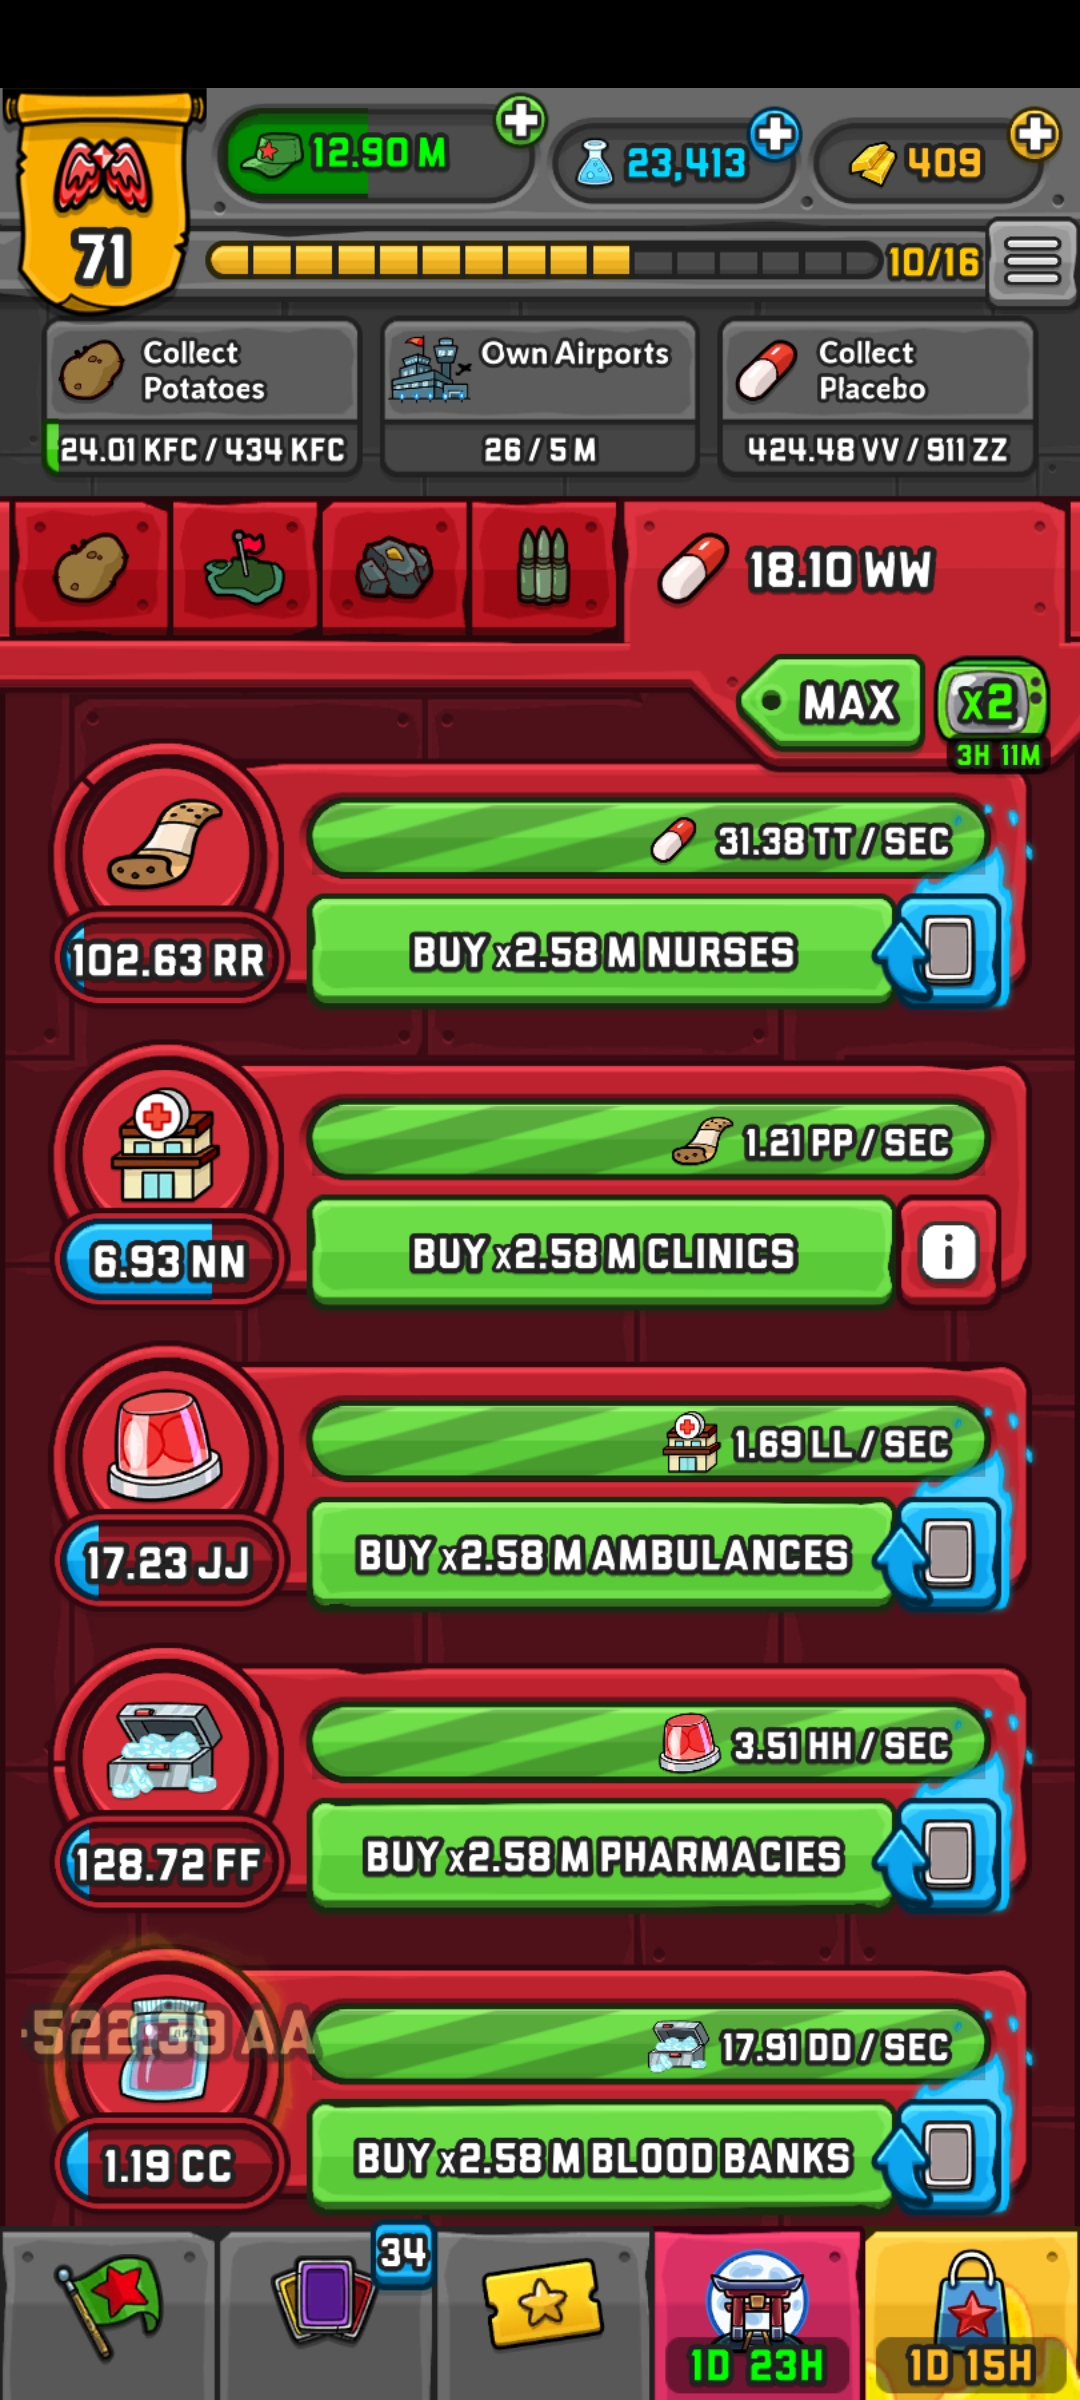 12.90 M
23,413
409
71
10/16
Collect
Potatoes
24.01 KFC / 434 KFC
Own Airports
26 / 5 M
Collect
Placebo
424.48 VV / 911 ZZ
18.10 WW
MAX
x2
3H 11M
31.38 TT / SEC
102.63 RR
BUY x2.58 M NURSES
1.21 PP / SEC
6.93 NN
BUY x2.58 M CLINICS
i
1.69 LL / SEC
17.23 JJ
BUY x2.58 M AMBULANCES
3.51 HH / SEC
128.72 FF
BUY x2.58 M PHARMACIES
-522.39 AA
17.91 DD / SEC
1.19 CC
BUY x2.58 M BLOOD BANKS
34
1D 23H
1D 15H